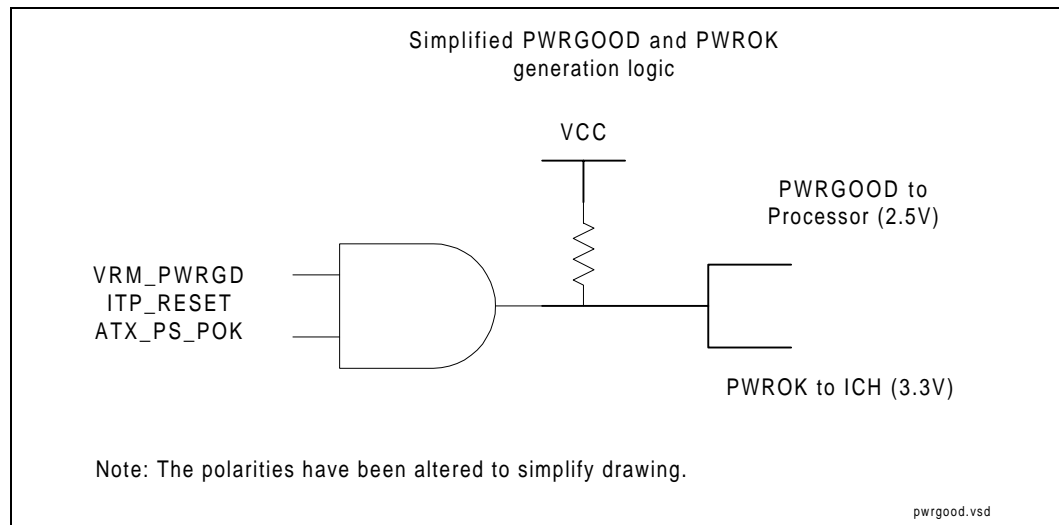 Simplified PWRGOOD and PWROK
generation logic
VCC
PWRGOOD to
Processor (2.5V)
VRM_PWRGD
ITP_RESET
ATX_PS_POK
PWROK to ICH (3.3V)
Note: The polarities have been altered to simplify drawing.
pwrgood.vsd